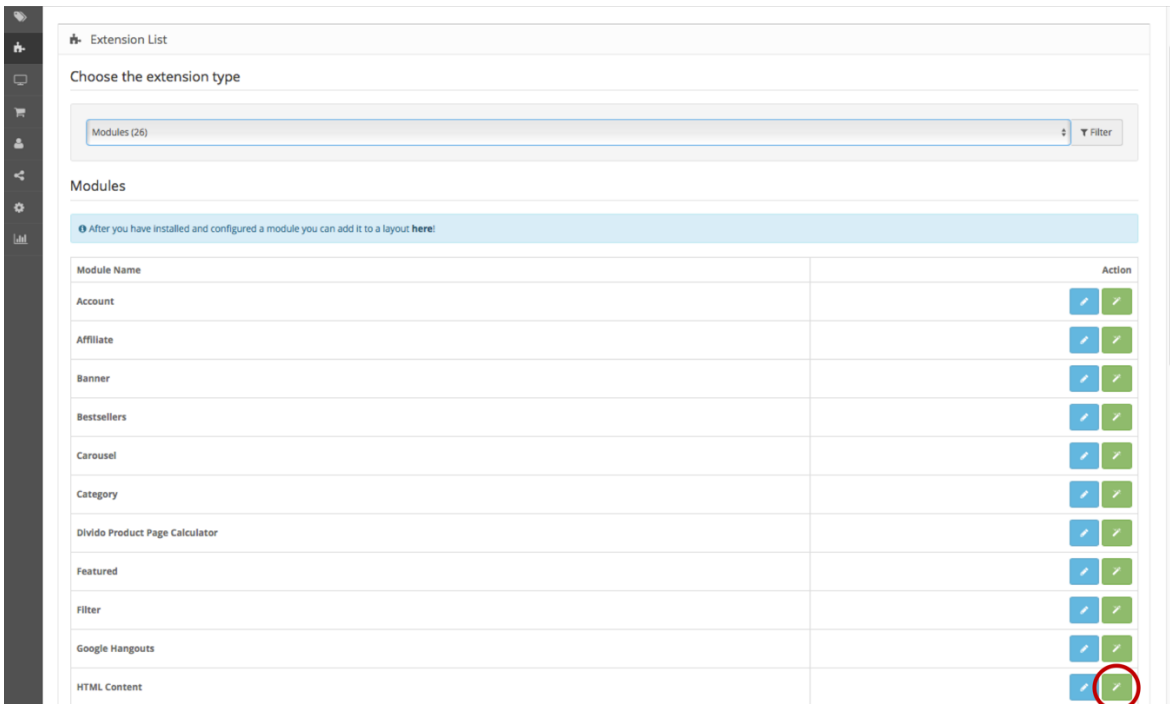 Extension List
Choose the extension type
Modules (26)
Filter
Modules
After you have installed and configured a module you can add it to a layout here!
Module Name Action
Account
Affiliate
Banner
Bestsellers
Carousel
Category
Divido Product Page Calculator
Featured
Filter
Google Hangouts
HTML Content